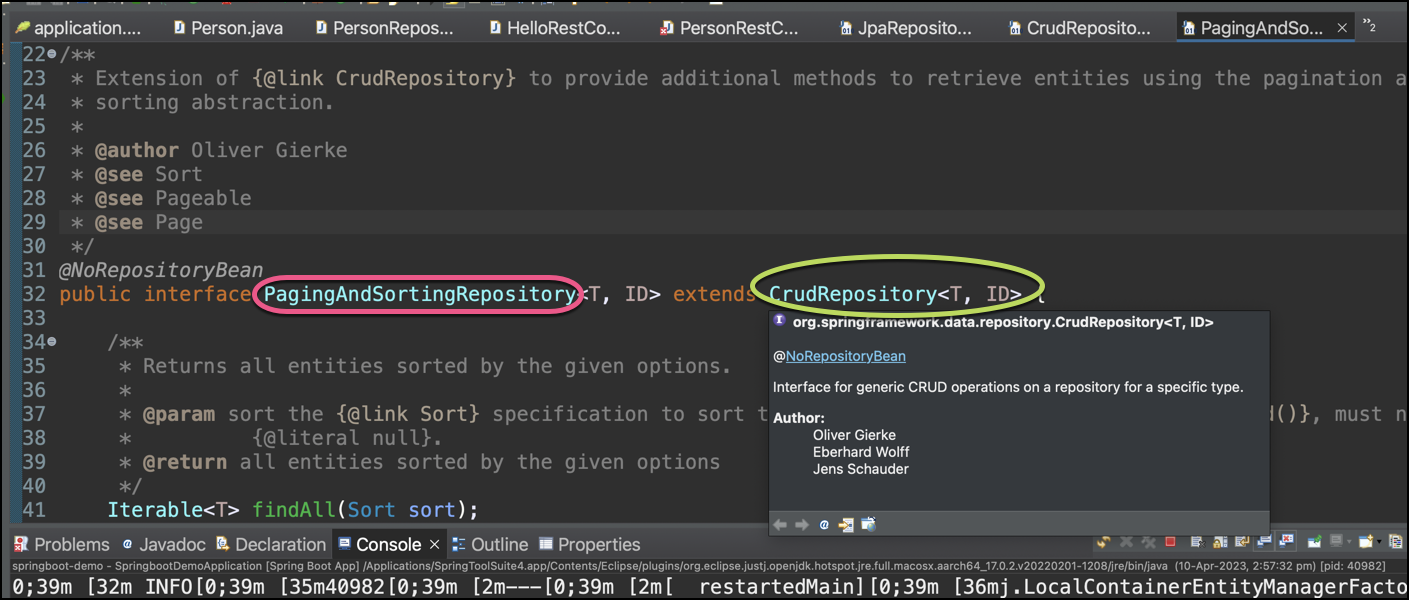 application.... Person.java PersonRepos... HelloRestCo... PersonRestC... JpaReposito... CrudReposito... PagingAndSo... 2
22 /**
23 * Extension of {@link CrudRepository} to provide additional methods to retrieve entities using the pagination a
24 * sorting abstraction.
25 *
26 * @author Oliver Gierke
27 * @see Sort
28 * @see Pageable
29 * @see Page
30 */
31 @NoRepositoryBean
32 public interface PagingAndSortingRepository<T, ID> extends CrudRepository<T, ID> {
33
org.springframework.data.repository.CrudRepository<T, ID>
@NoRepositoryBean
Interface for generic CRUD operations on a repository for a specific type.
Author:
Oliver Gierke
Eberhard Wolff
Jens Schauder
34 /**
35 * Returns all entities sorted by the given options.
36 *
37 * @param sort the {@link Sort} specification to sort t d()}, must n
38 * {@literal null}.
39 * @return all entities sorted by the given options
40 */
41 Iterable<T> findAll(Sort sort);
Problems Javadoc Declaration Console Outline Properties
springboot-demo - SpringbootDemoApplication [Spring Boot App] /Applications/SpringToolSuite4.app/Contents/Eclipse/plugins/org.eclipse.justj.openjdk.hotspot.jre.full.macosx.aarch64_17.0.2.v20220201-1208/jre/bin/java (10-Apr-2023, 2:57:32 pm) [pid: 40982]
0;39m [32m INFO[0;39m [35m40982[0;39m [2m---[0;39m [2m[ restartedMain][0;39m [36mj.LocalContainerEntityManagerFacto